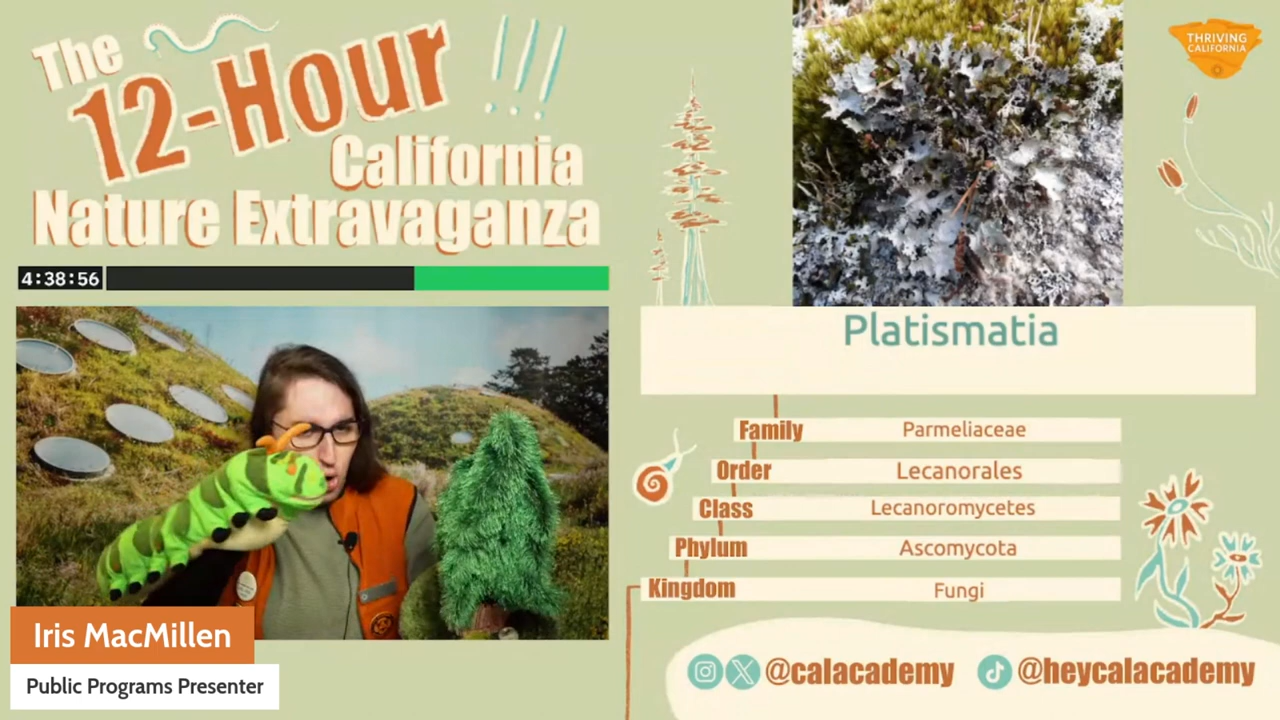 The
12-Hour !!!
California
Nature Extravaganza
4:38:56
THRIVING
CALIFORNIA
Platismatia
Family Parmeliaceae
Order Lecanorales
Class Lecanoromycetes
Phylum Ascomycota
Kingdom Fungi
Iris MacMillen
Public Programs Presenter
@calacademy @heycalacademy